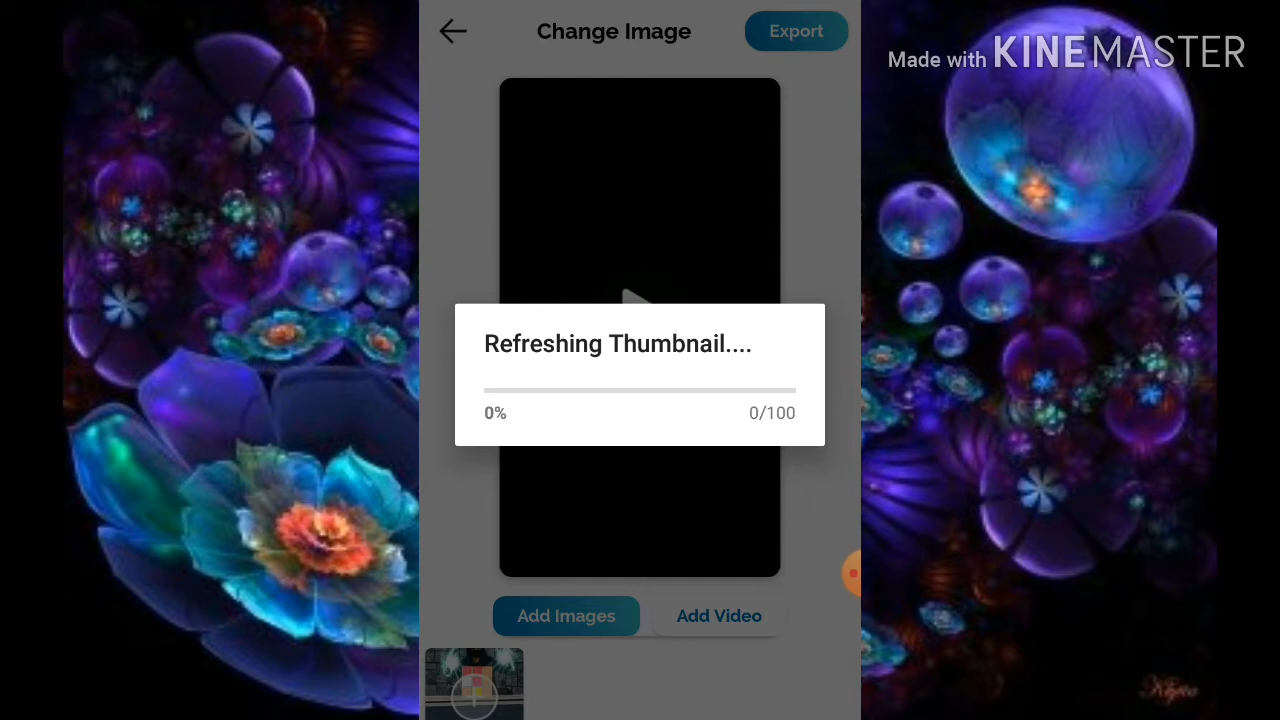 Change Image
Export
Made with KINEMASTER
Refreshing Thumbnail....
0%
0/100
Add Images
Add Video